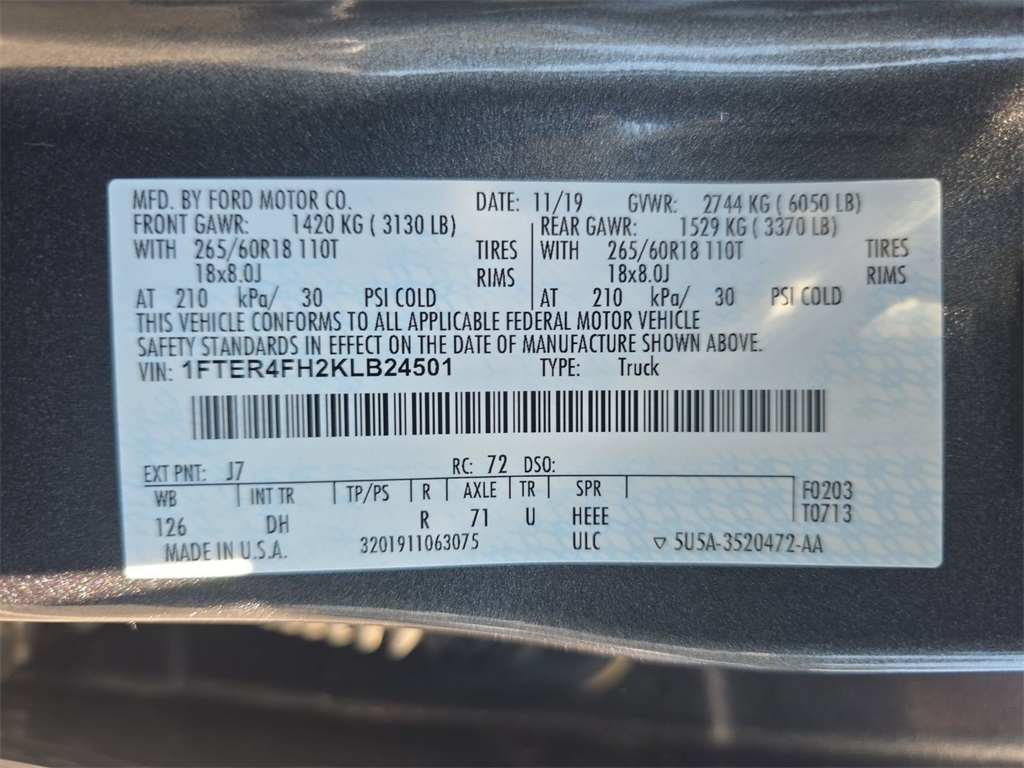 MFD. BY FORD MOTOR CO. DATE: 11/19 GVWR: 2744 KG ( 6050 LB)
FRONT GAWR: 1420 KG ( 3130 LB) REAR GAWR: 1529 KG ( 3370 LB)
WITH 265/60R18 110T TIRES WITH 265/60R18 110T TIRES
18x8.0J RIMS 18x8.0J RIMS
AT 210 kPa/ 30 PSI COLD AT 210 kPa/ 30 PSI COLD
THIS VEHICLE CONFORMS TO ALL APPLICABLE FEDERAL MOTOR VEHICLE
SAFETY STANDARDS IN EFFECT ON THE DATE OF MANUFACTURE SHOWN ABOVE.
VIN: 1FTER4FH2KLB24501 TYPE: Truck
EXT PNT: J7 RC: 72 DSO:
WB INT TR TP/PS R AXLE TR SPR F0203
126 DH R 71 U HEEE T0713
MADE IN U.S.A. 3201911063075 ULC ▽ 5U5A-3520472-AA